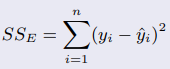 $$SS_E = \sum_{i=1}^{n} (y_i - \hat{y}_i)^2$$